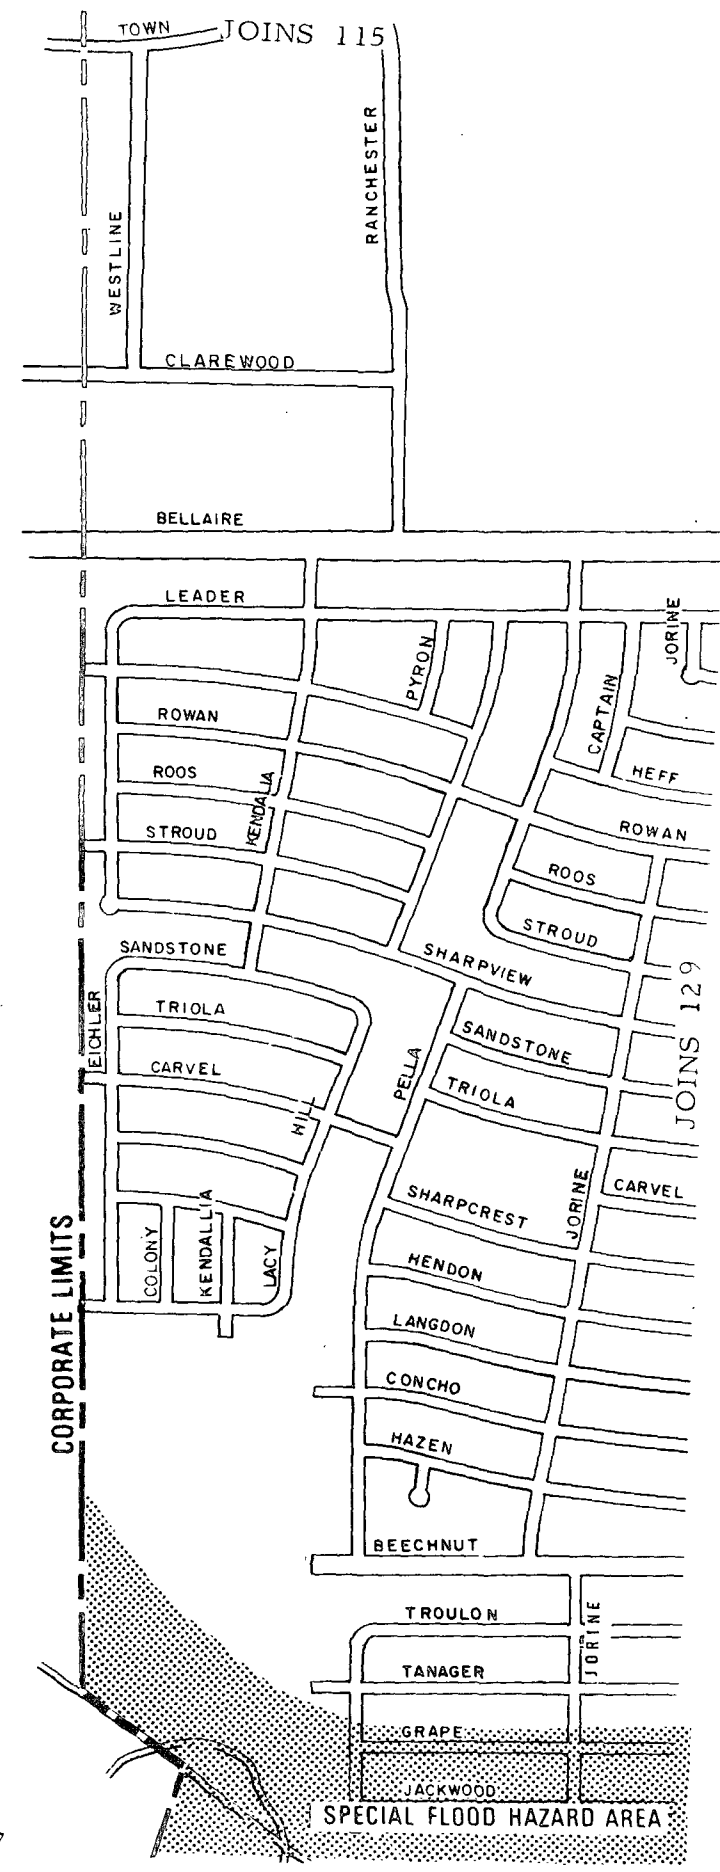 TOWN
JOINS 115
RANCHESTER
WESTLINE
CLAREWOOD
BELLAIRE
LEADER
JORINE
PYRON
CAPTAIN
ROWAN
HEFF
ROOS
KENDALIA
STROUD
ROWAN
ROOS
STROUD
SANDSTONE
SHARPVIEW
JOINS 129
EICHLER
TRIOLA
SANDSTONE
PELLA
CARVEL
TRIOLA
WILL
CARVEL
JORINE
SHARPCREST
COLONY
KENDALLIA
LACY
HENDON
CORPORATE LIMITS
LANGDON
CONCHO
HAZEN
BEECHNUT
TROULON
JORINE
TANAGER
GRAPE
JACKWOOD
SPECIAL FLOOD HAZARD AREA